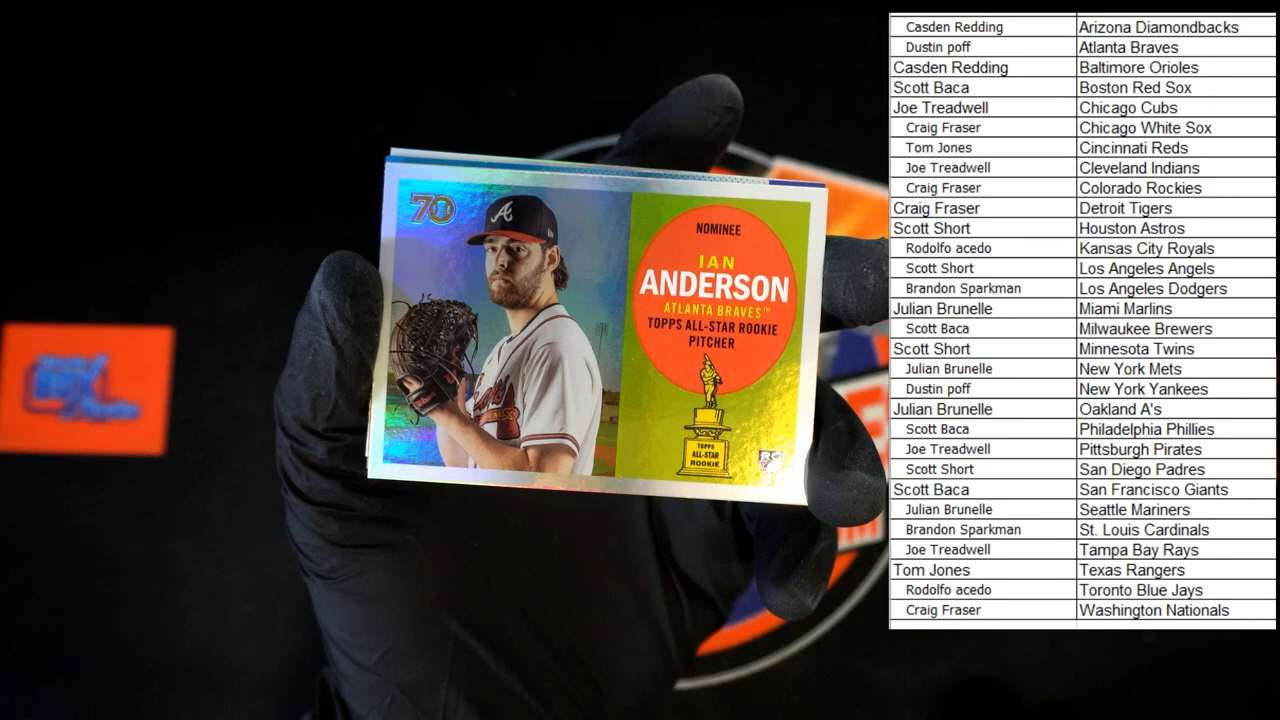 70
A
NOMINEE
IAN
ANDERSON
ATLANTA BRAVES™
TOPPS ALL-STAR ROOKIE
PITCHER
TOPPS
ALL-STAR
ROOKIE
RC
Casden Redding Arizona Diamondbacks
Dustin poff Atlanta Braves
Casden Redding Baltimore Orioles
Scott Baca Boston Red Sox
Joe Treadwell Chicago Cubs
Craig Fraser Chicago White Sox
Tom Jones Cincinnati Reds
Joe Treadwell Cleveland Indians
Craig Fraser Colorado Rockies
Craig Fraser Detroit Tigers
Scott Short Houston Astros
Rodolfo acedo Kansas City Royals
Scott Short Los Angeles Angels
Brandon Sparkman Los Angeles Dodgers
Julian Brunelle Miami Marlins
Scott Baca Milwaukee Brewers
Scott Short Minnesota Twins
Julian Brunelle New York Mets
Dustin poff New York Yankees
Julian Brunelle Oakland A's
Scott Baca Philadelphia Phillies
Joe Treadwell Pittsburgh Pirates
Scott Short San Diego Padres
Scott Baca San Francisco Giants
Julian Brunelle Seattle Mariners
Brandon Sparkman St. Louis Cardinals
Joe Treadwell Tampa Bay Rays
Tom Jones Texas Rangers
Rodolfo acedo Toronto Blue Jays
Craig Fraser Washington Nationals